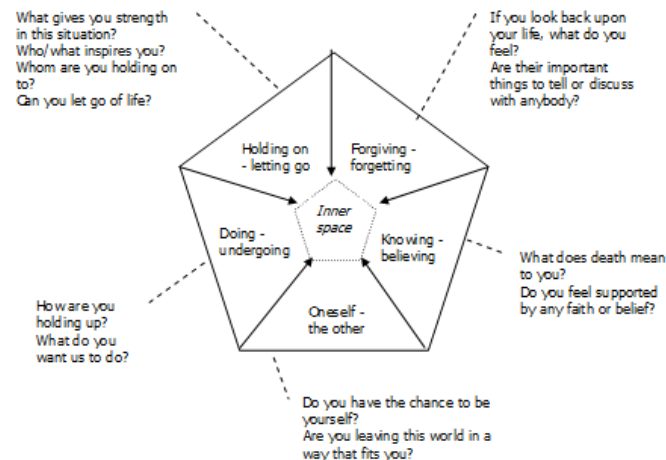 What gives you strength
in this situation?
Who/what inspires you?
Whom are you holding on
to?
Can you let go of life?
If you look back upon
your life, what do you
feel?
Are their important
things to tell or discuss
with anybody?
Holding on
- letting go
Forgiving -
forgetting
Inner
space
Doing -
undergoing
Knowing -
believing
Oneself -
the other
What does death mean
to you?
Do you feel supported
by any faith or belief?
How are you
holding up?
What do you
want us to do?
Do you have the chance to be
yourself?
Are you leaving this world in a
way that fits you?